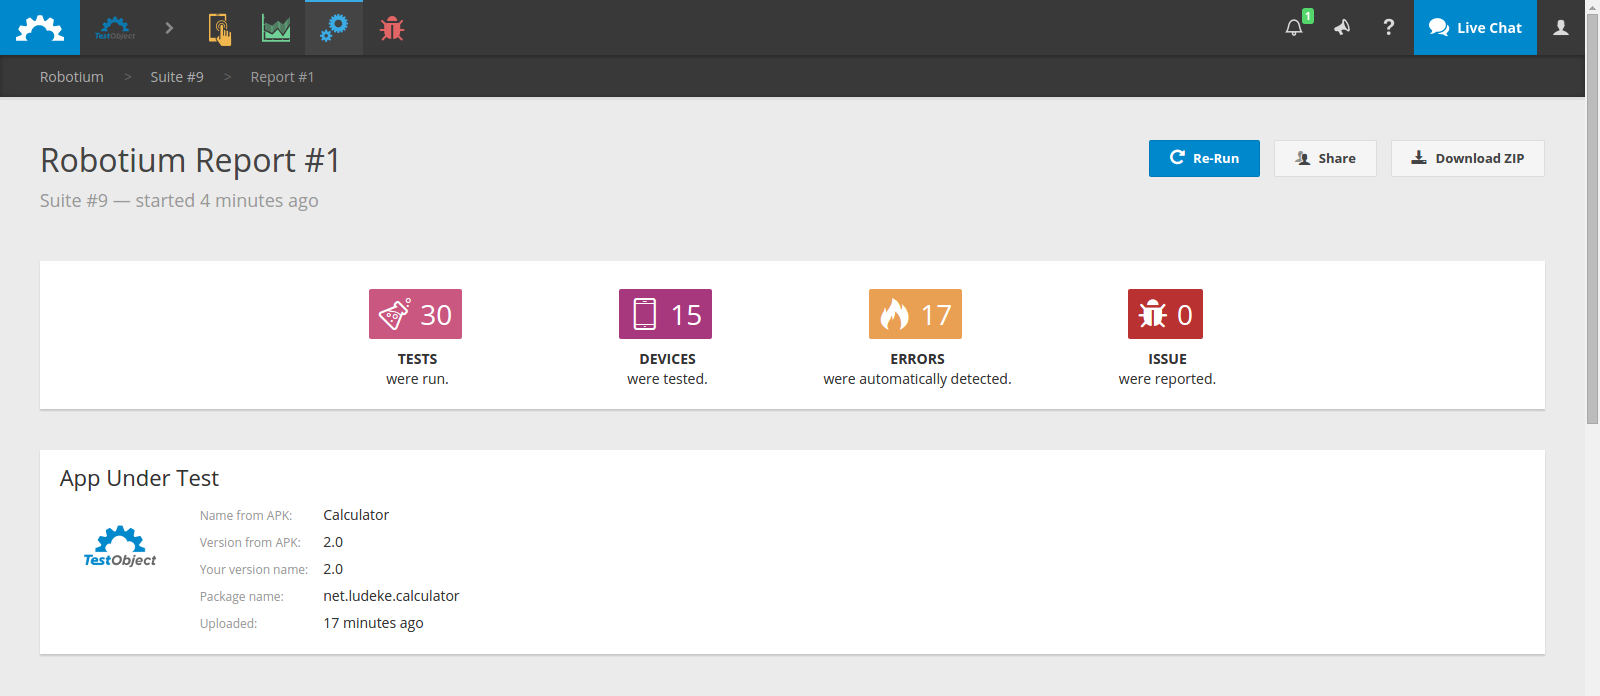 TestObject
1
?
Live Chat
Robotium > Suite #9 > Report #1
Robotium Report #1
Re-Run
Share
Download ZIP
Suite #9 — started 4 minutes ago
30
15
17
0
TESTS
DEVICES
ERRORS
ISSUE
were run.
were tested.
were automatically detected.
were reported.
App Under Test
TestObject
Name from APK: Calculator
Version from APK: 2.0
Your version name: 2.0
Package name: net.ludeke.calculator
Uploaded: 17 minutes ago